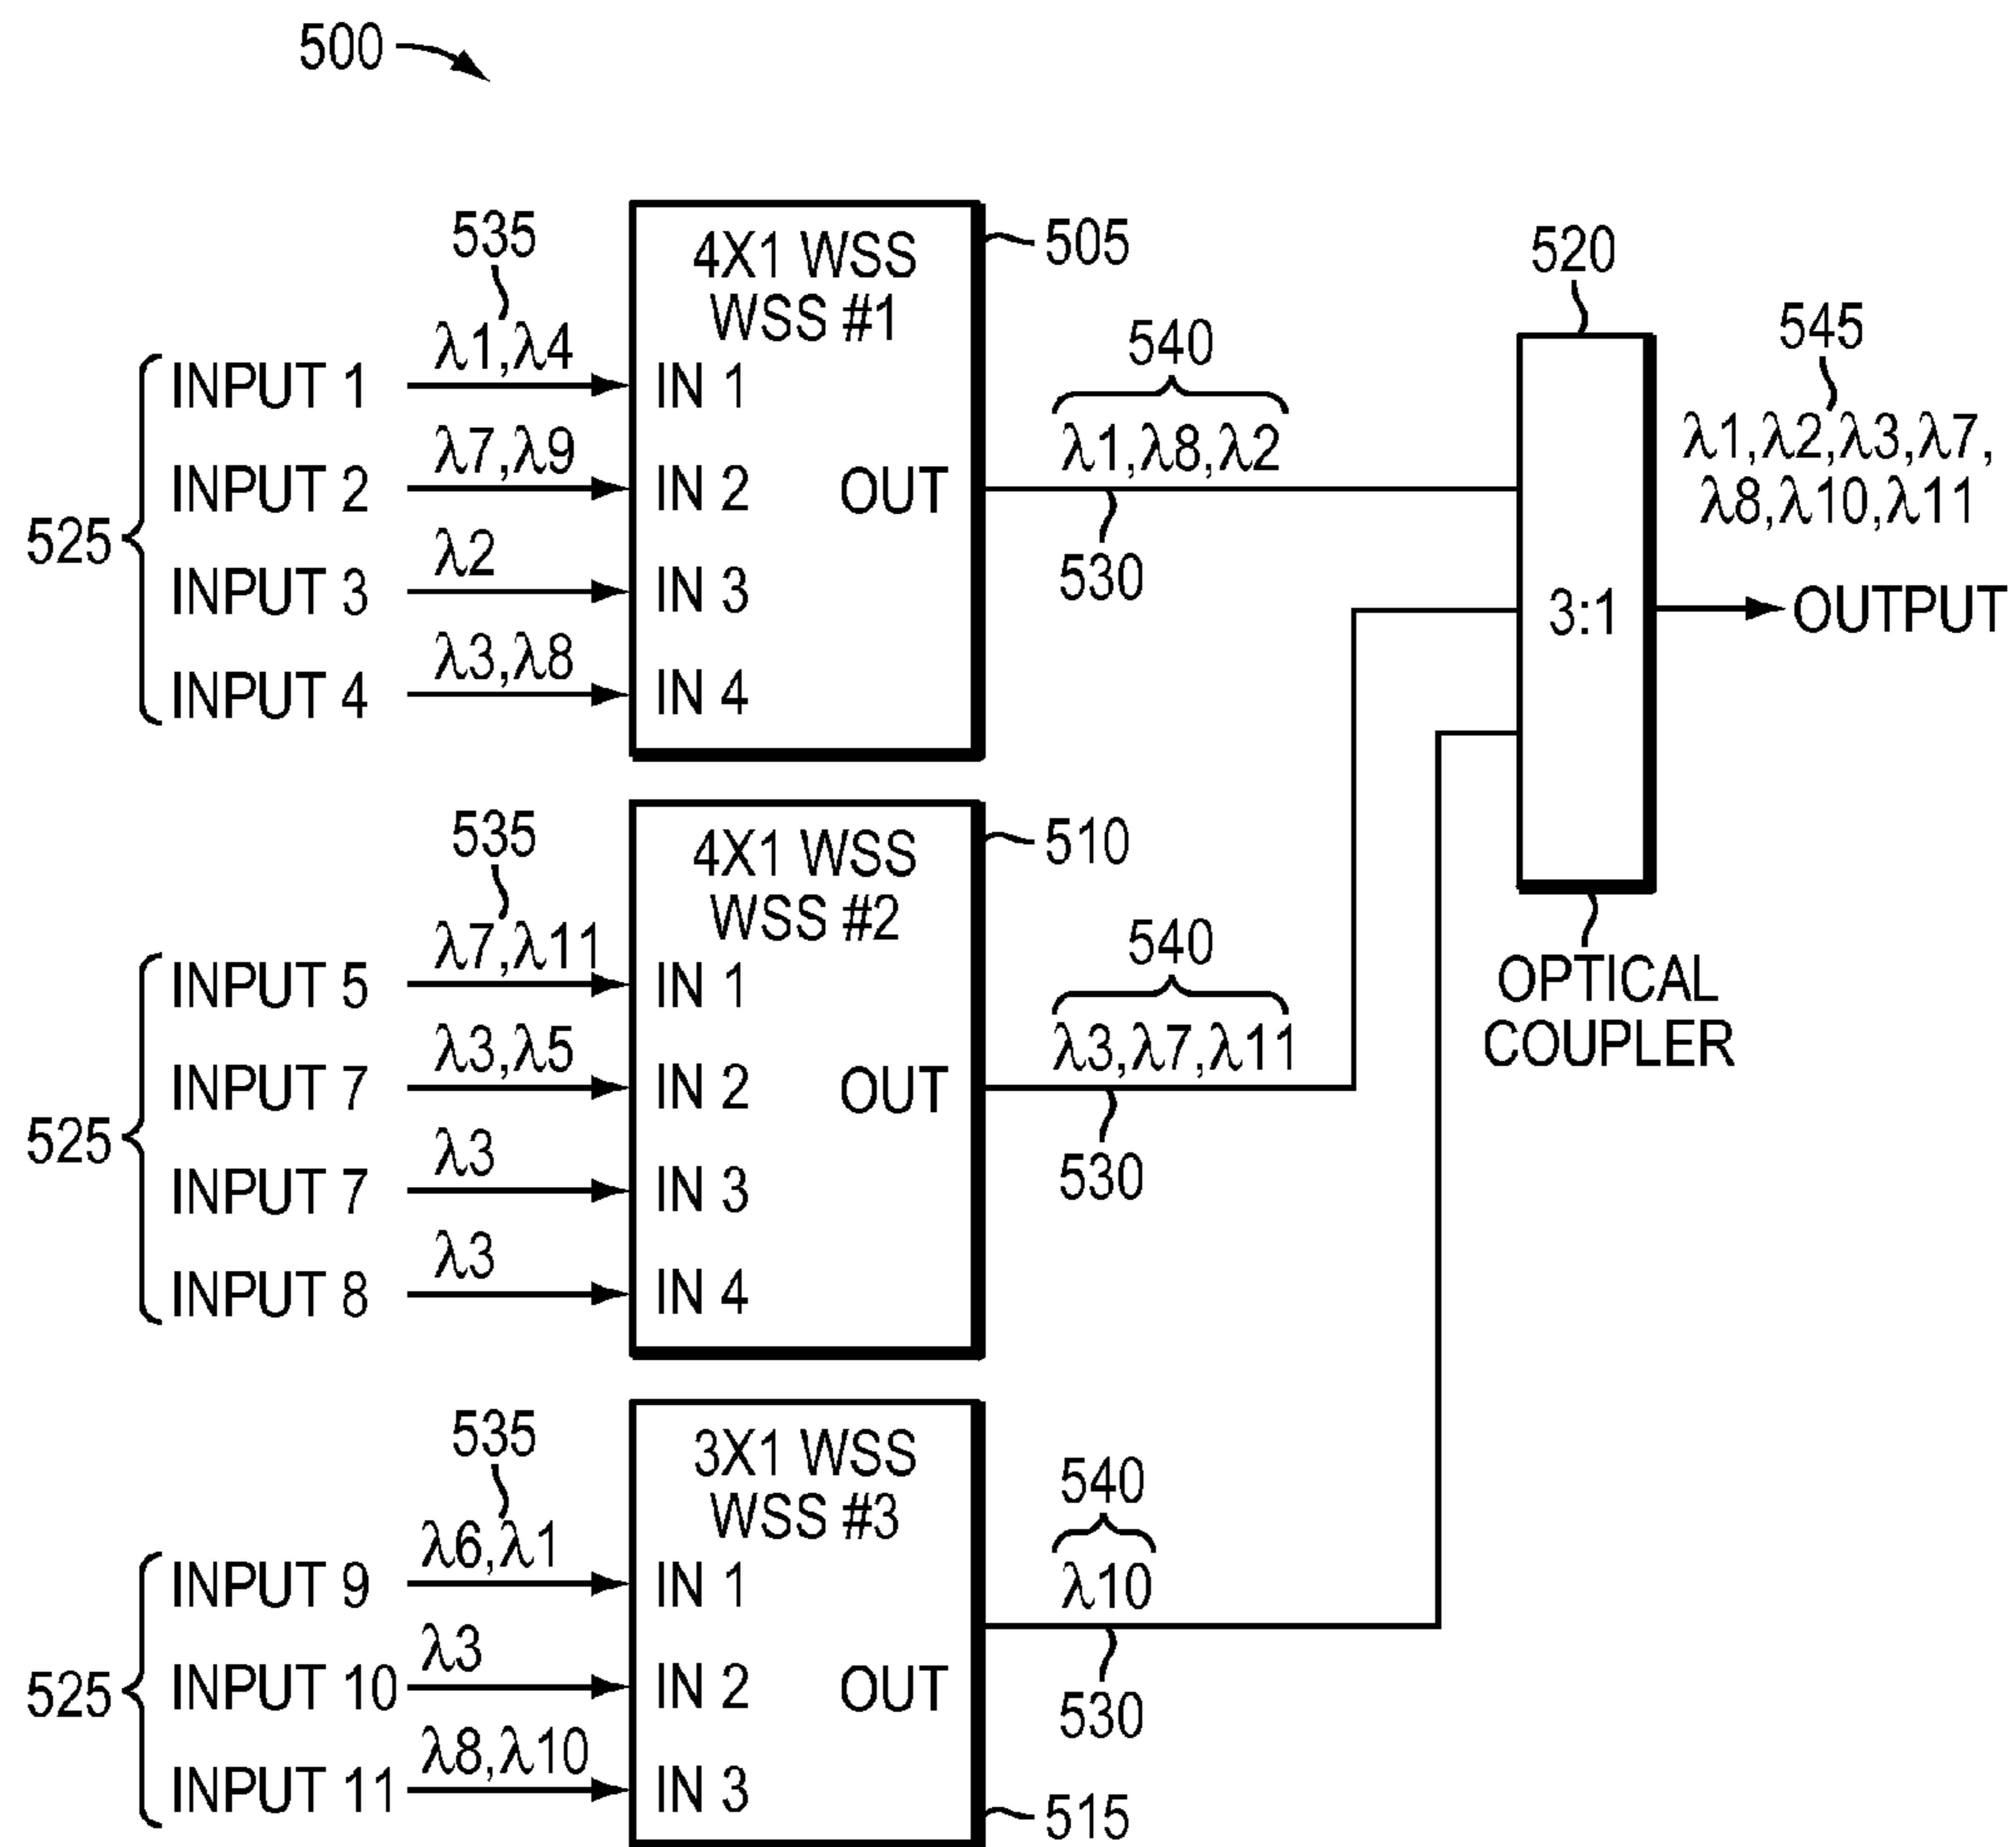 500
535
4X1 WSS
WSS #1
505
520
545
525
INPUT 1
λ1,λ4
IN 1
INPUT 2
λ7,λ9
IN 2
INPUT 3
λ2
IN 3
INPUT 4
λ3,λ8
IN 4
OUT
540
λ1,λ8,λ2
530
3:1
λ1,λ2,λ3,λ7,
λ8,λ10,λ11
OUTPUT
OPTICAL
COUPLER
535
4X1 WSS
WSS #2
510
525
INPUT 5
λ7,λ11
IN 1
INPUT 7
λ3,λ5
IN 2
INPUT 7
λ3
IN 3
INPUT 8
λ3
IN 4
OUT
540
λ3,λ7,λ11
530
535
3X1 WSS
WSS #3
525
INPUT 9
λ6,λ1
IN 1
INPUT 10
λ3
IN 2
INPUT 11
λ8,λ10
IN 3
OUT
540
λ10
530
515